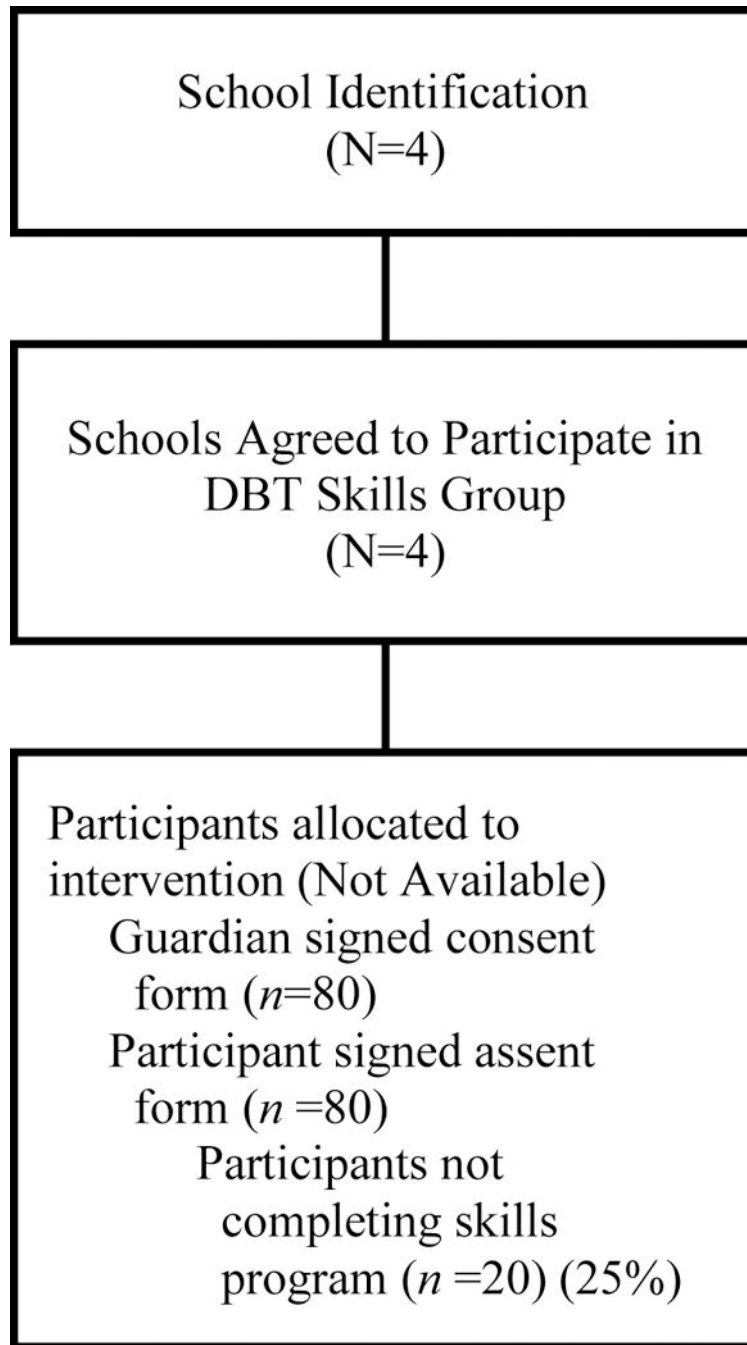 School Identification
(N=4)
Schools Agreed to Participate in
DBT Skills Group
(N=4)
Participants allocated to
intervention (Not Available)
Guardian signed consent
form (n=80)
Participant signed assent
form (n =80)
Participants not
completing skills
program (n =20) (25%)